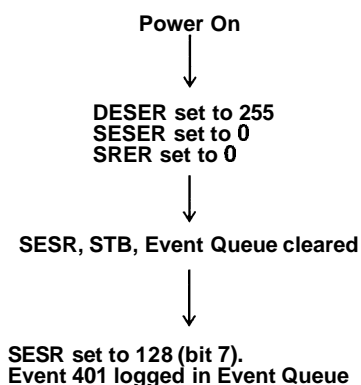 Power On
DESER set to 255
SESER set to 0
SRER set to 0
SESR, STB, Event Queue cleared
SESR set to 128 (bit 7).
Event 401 logged in Event Queue